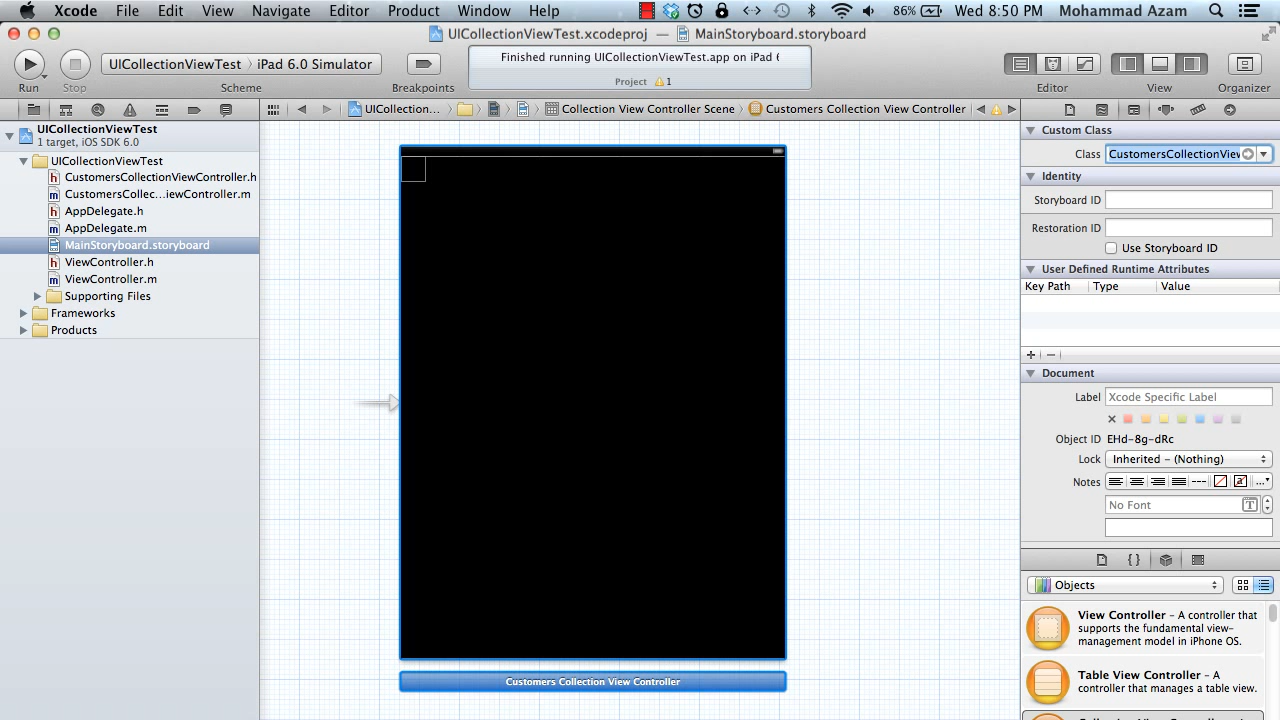 Xcode File Edit View Navigate Editor Product Window Help 86% Wed 8:50 PM Mohammad Azam
UICollectionViewTest.xcodeproj — MainStoryboard.storyboard
UICollectionViewTest › iPad 6.0 Simulator
Finished running UICollectionViewTest.app on iPad 6
Project 1
Run Stop Scheme Breakpoints Editor View Organizer
UICollection... Collection View Controller Scene Customers Collection View Controller
UICollectionViewTest
1 target, iOS SDK 6.0
UICollectionViewTest
h CustomersCollectionViewController.h
m CustomersCollec...iewController.m
h AppDelegate.h
m AppDelegate.m
MainStoryboard.storyboard
h ViewController.h
m ViewController.m
Supporting Files
Frameworks
Products
Customers Collection View Controller
Custom Class
Class CustomersCollectionView
Identity
Storyboard ID
Restoration ID
Use Storyboard ID
User Defined Runtime Attributes
Key Path Type Value
Document
Label Xcode Specific Label
Object ID EHd-8g-dRc
Lock Inherited - (Nothing)
Notes
No Font T
{ }
Objects
View Controller - A controller that
supports the fundamental view-
management model in iPhone OS.
Table View Controller - A
controller that manages a table view.